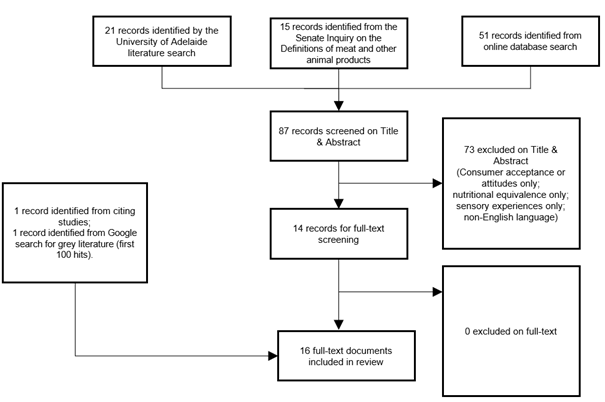 21 records identified by the
University of Adelaide
literature search
15 records identified from the
Senate Inquiry on the
Definitions of meat and other
animal products
51 records identified from
online database search
87 records screened on Title
& Abstract
73 excluded on Title &
Abstract
(Consumer acceptance or
attitudes only;
nutritional equivalence only;
sensory experiences only;
non-English language)
1 record identified from citing
studies;
1 record identified from Google
search for grey literature (first
100 hits).
14 records for full-text
screening
0 excluded on full-text
16 full-text documents
included in review